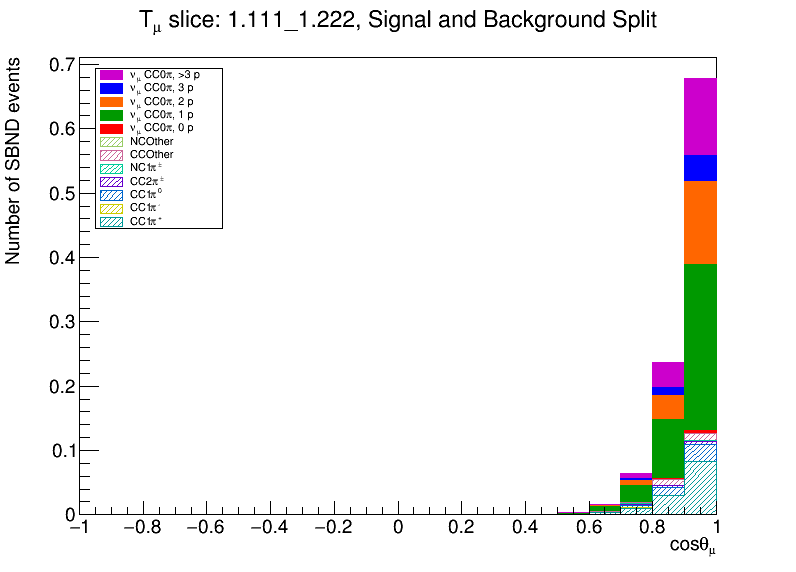 Tμ slice: 1.111_1.222, Signal and Background Split
Number of SBND events
0.7
0.6
0.5
0.4
0.3
0.2
0.1
0
νμ CC0π, >3 p
νμ CC0π, 3 p
νμ CC0π, 2 p
νμ CC0π, 1 p
νμ CC0π, 0 p
NCOther
CCOther
NC1π±
CC2π±
CC1π0
CC1π-
CC1π+
−1 −0.8 −0.6 −0.4 −0.2 0 0.2 0.4 0.6 0.8 1
cosθμ